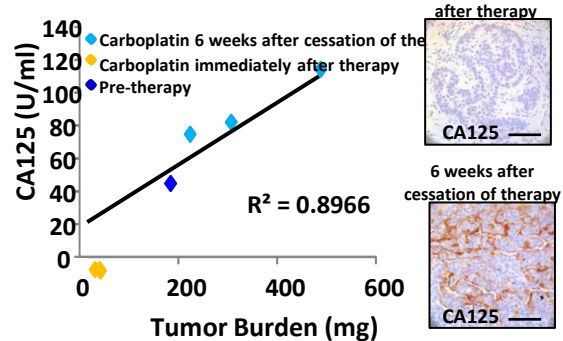 140
120
100
80
60
40
20
0
CA125 (U/ml)
Carboplatin 6 weeks after cessation of the
Carboplatin immediately after therapy
Pre-therapy
R² = 0.8966
0
200
400
600
Tumor Burden (mg)
after therapy
CA125
6 weeks after
cessation of therapy
CA125